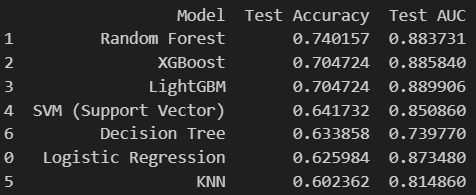 Model Test Accuracy Test AUC
1 Random Forest 0.740157 0.883731
2 XGBoost 0.704724 0.885840
3 LightGBM 0.704724 0.889906
4 SVM (Support Vector) 0.641732 0.850860
6 Decision Tree 0.633858 0.739770
0 Logistic Regression 0.625984 0.873480
5 KNN 0.602362 0.814860